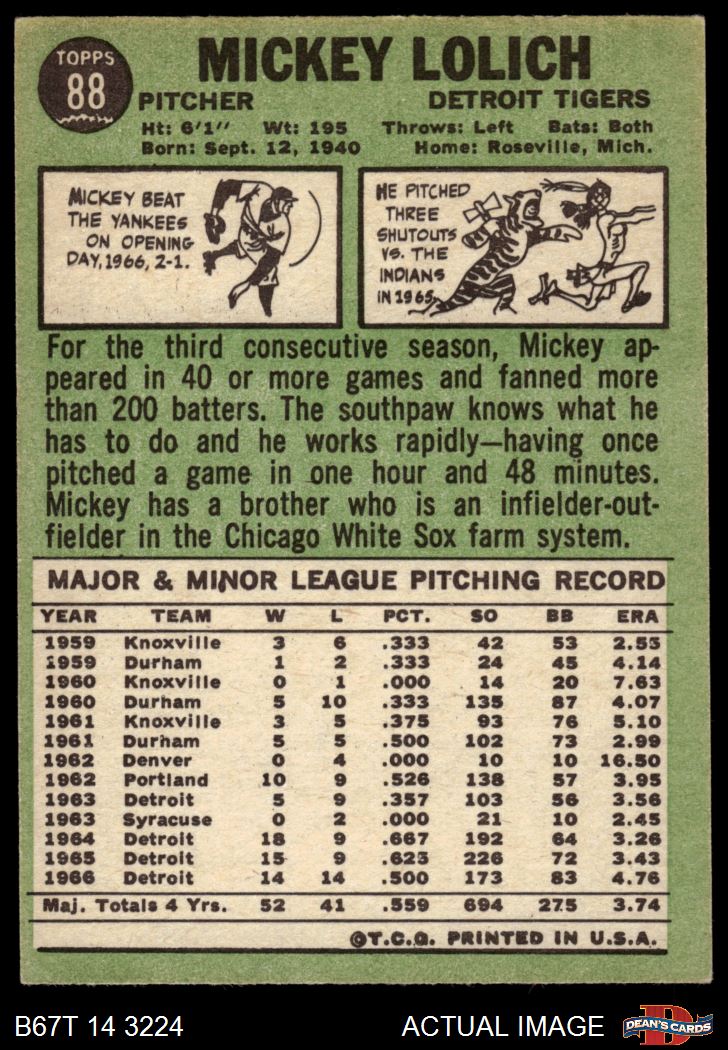 TOPPS
88
MICKEY LOLICH
PITCHER DETROIT TIGERS
Ht: 6'1" Wt: 195 Throws: Left Bats: Both
Born: Sept. 12, 1940 Home: Roseville, Mich.
MICKEY BEAT
THE YANKEES
ON OPENING
DAY, 1966, 2-1.
HE PITCHED
THREE
SHUTOUTS
VS. THE
INDIANS
IN 1965.
For the third consecutive season, Mickey ap-
peared in 40 or more games and fanned more
than 200 batters. The southpaw knows what he
has to do and he works rapidly—having once
pitched a game in one hour and 48 minutes.
Mickey has a brother who is an infielder-out-
fielder in the Chicago White Sox farm system.
MAJOR & MINOR LEAGUE PITCHING RECORD
YEAR TEAM W L PCT. SO BB ERA
1959 Knoxville 3 6 .333 42 53 2.55
1959 Durham 1 2 .333 24 45 4.14
1960 Knoxville 0 1 .000 14 20 7.63
1960 Durham 5 10 .333 135 87 4.07
1961 Knoxville 3 5 .375 93 76 5.10
1961 Durham 5 5 .500 102 73 2.99
1962 Denver 0 4 .000 10 10 16.50
1962 Portland 10 9 .526 138 57 3.95
1963 Detroit 5 9 .357 103 56 3.56
1963 Syracuse 0 2 .000 21 10 2.45
1964 Detroit 18 9 .667 192 64 3.26
1965 Detroit 15 9 .625 226 72 3.43
1966 Detroit 14 14 .500 173 83 4.76
Maj. Totals 4 Yrs. 52 41 .559 694 275 3.74
©T.C.G. PRINTED IN U.S.A.
B67T 14 3224 ACTUAL IMAGE
D
DEAN'S CARDS